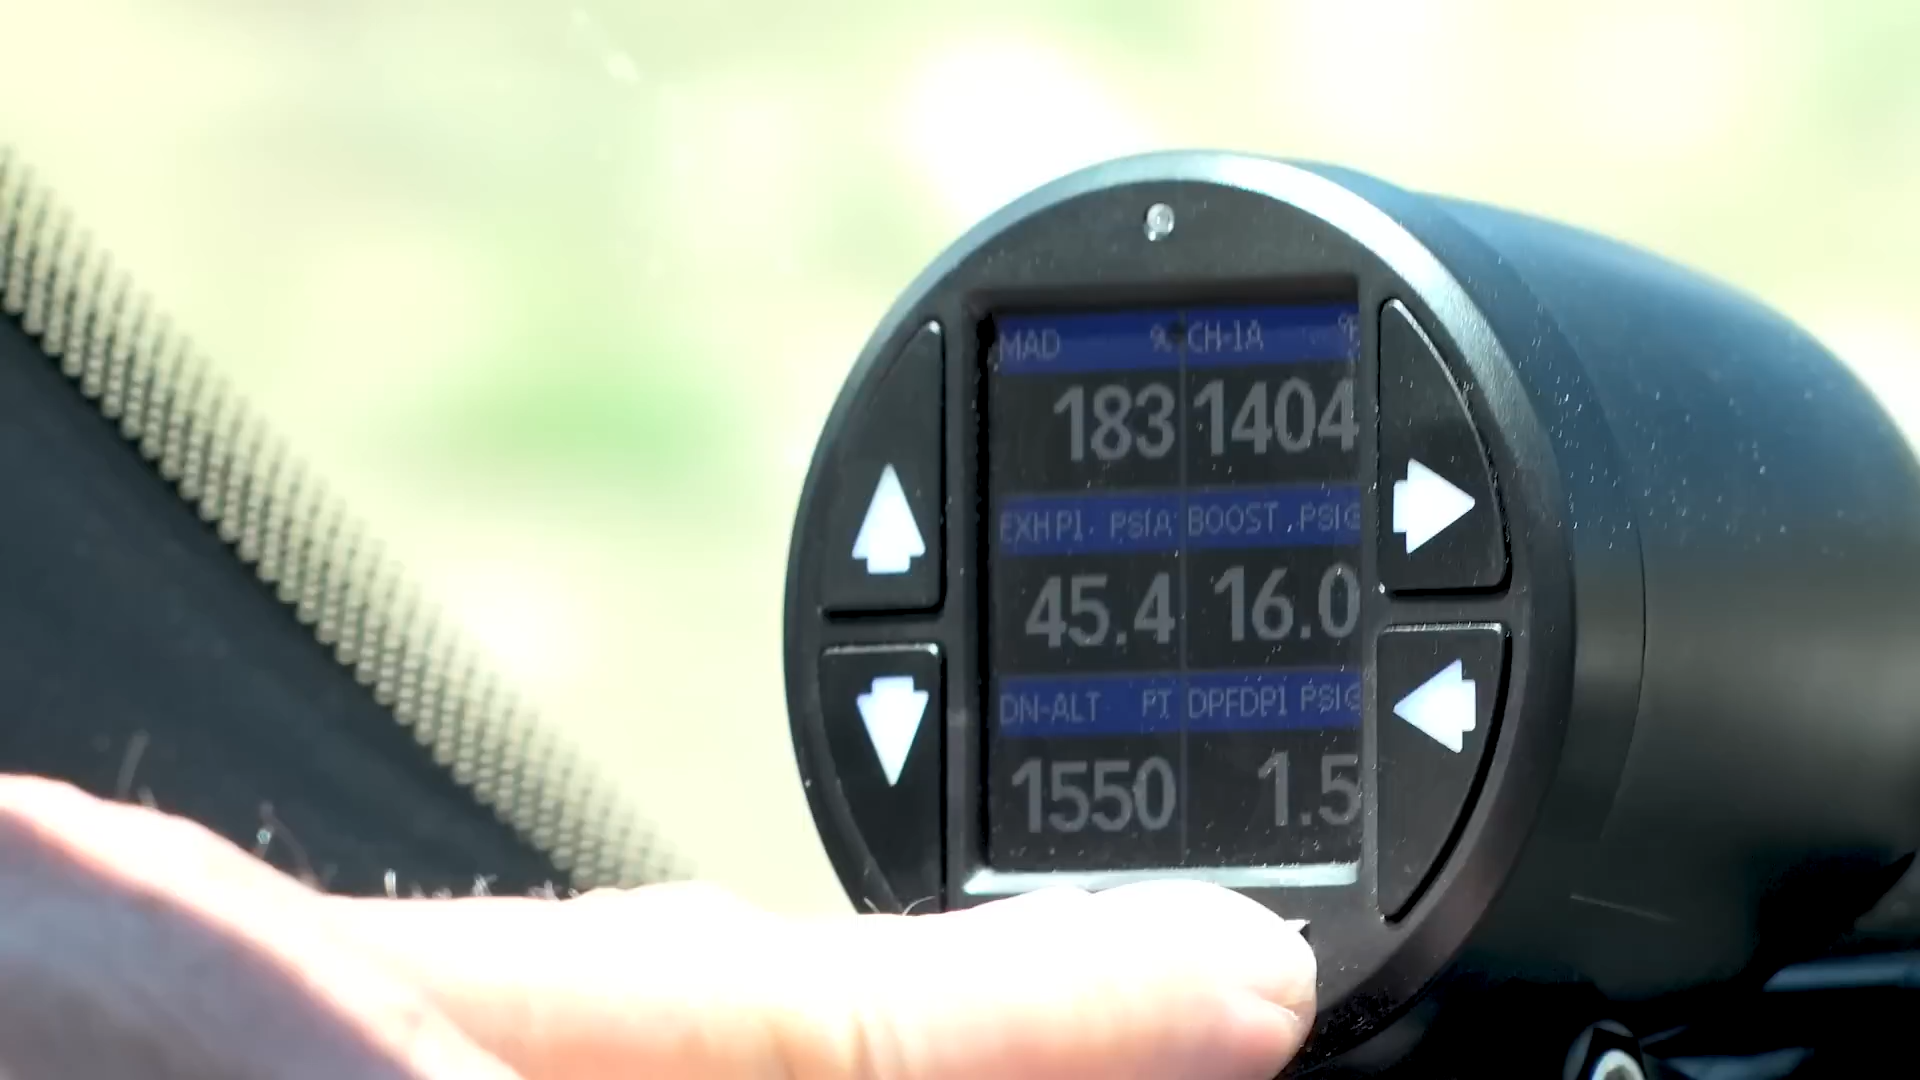 MAD % CH-1A °F
183 1404
EXHP1. PSIA BOOST .PSIG
45.4 16.0
DN-ALT FT DPFDP1 PSIG
1550 1.5